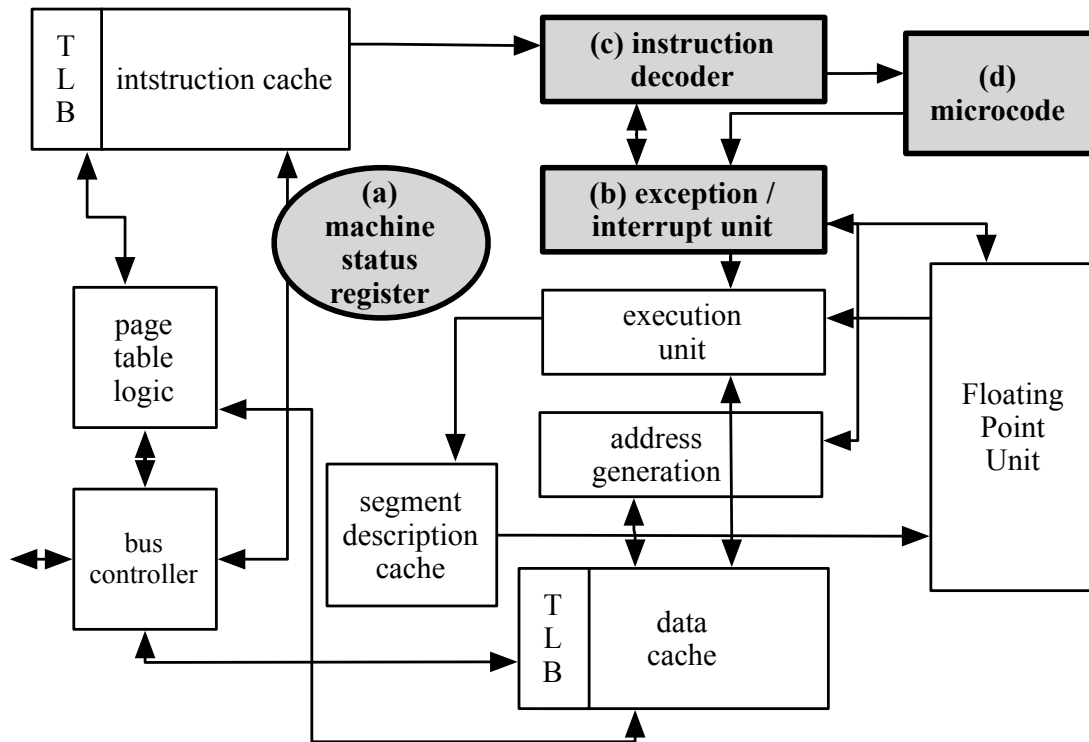 T
L
B
intstruction cache
(c) instruction
decoder
(d)
microcode
(a)
machine
status
register
(b) exception /
interrupt unit
page
table
logic
execution
unit
Floating
Point
Unit
address
generation
segment
description
cache
bus
controller
T
L
B
data
cache